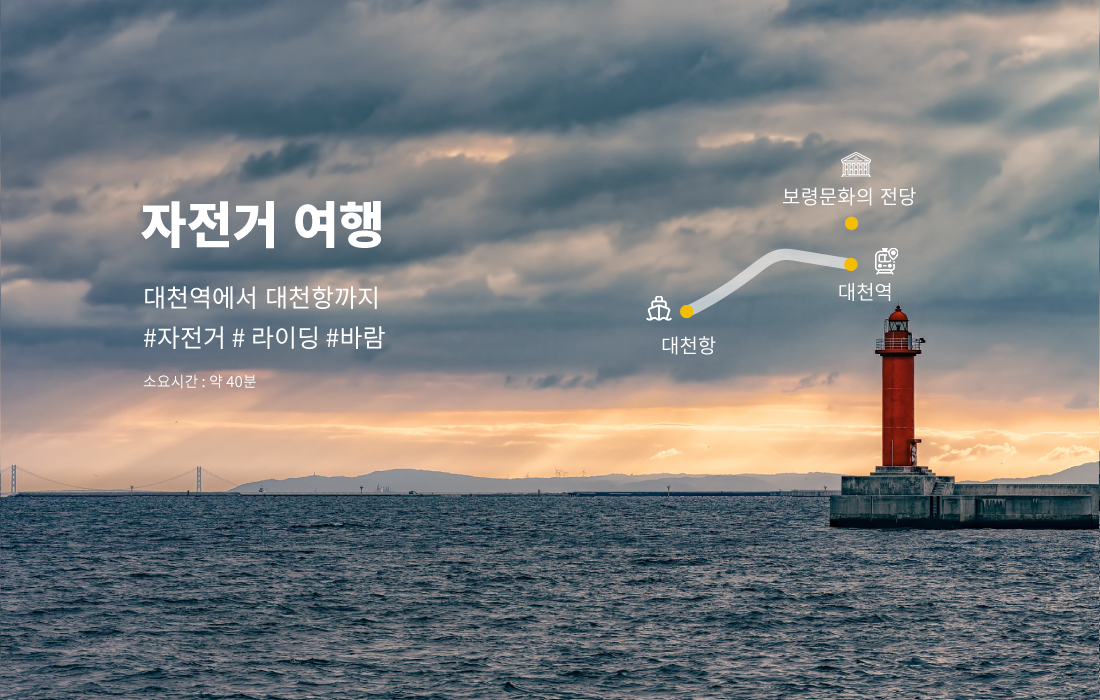 자전거 여행
대천역에서 대천항까지
#자전거 # 라이딩 #바람
소요시간 : 약 40분
보령문화의 전당
대천역
대천항